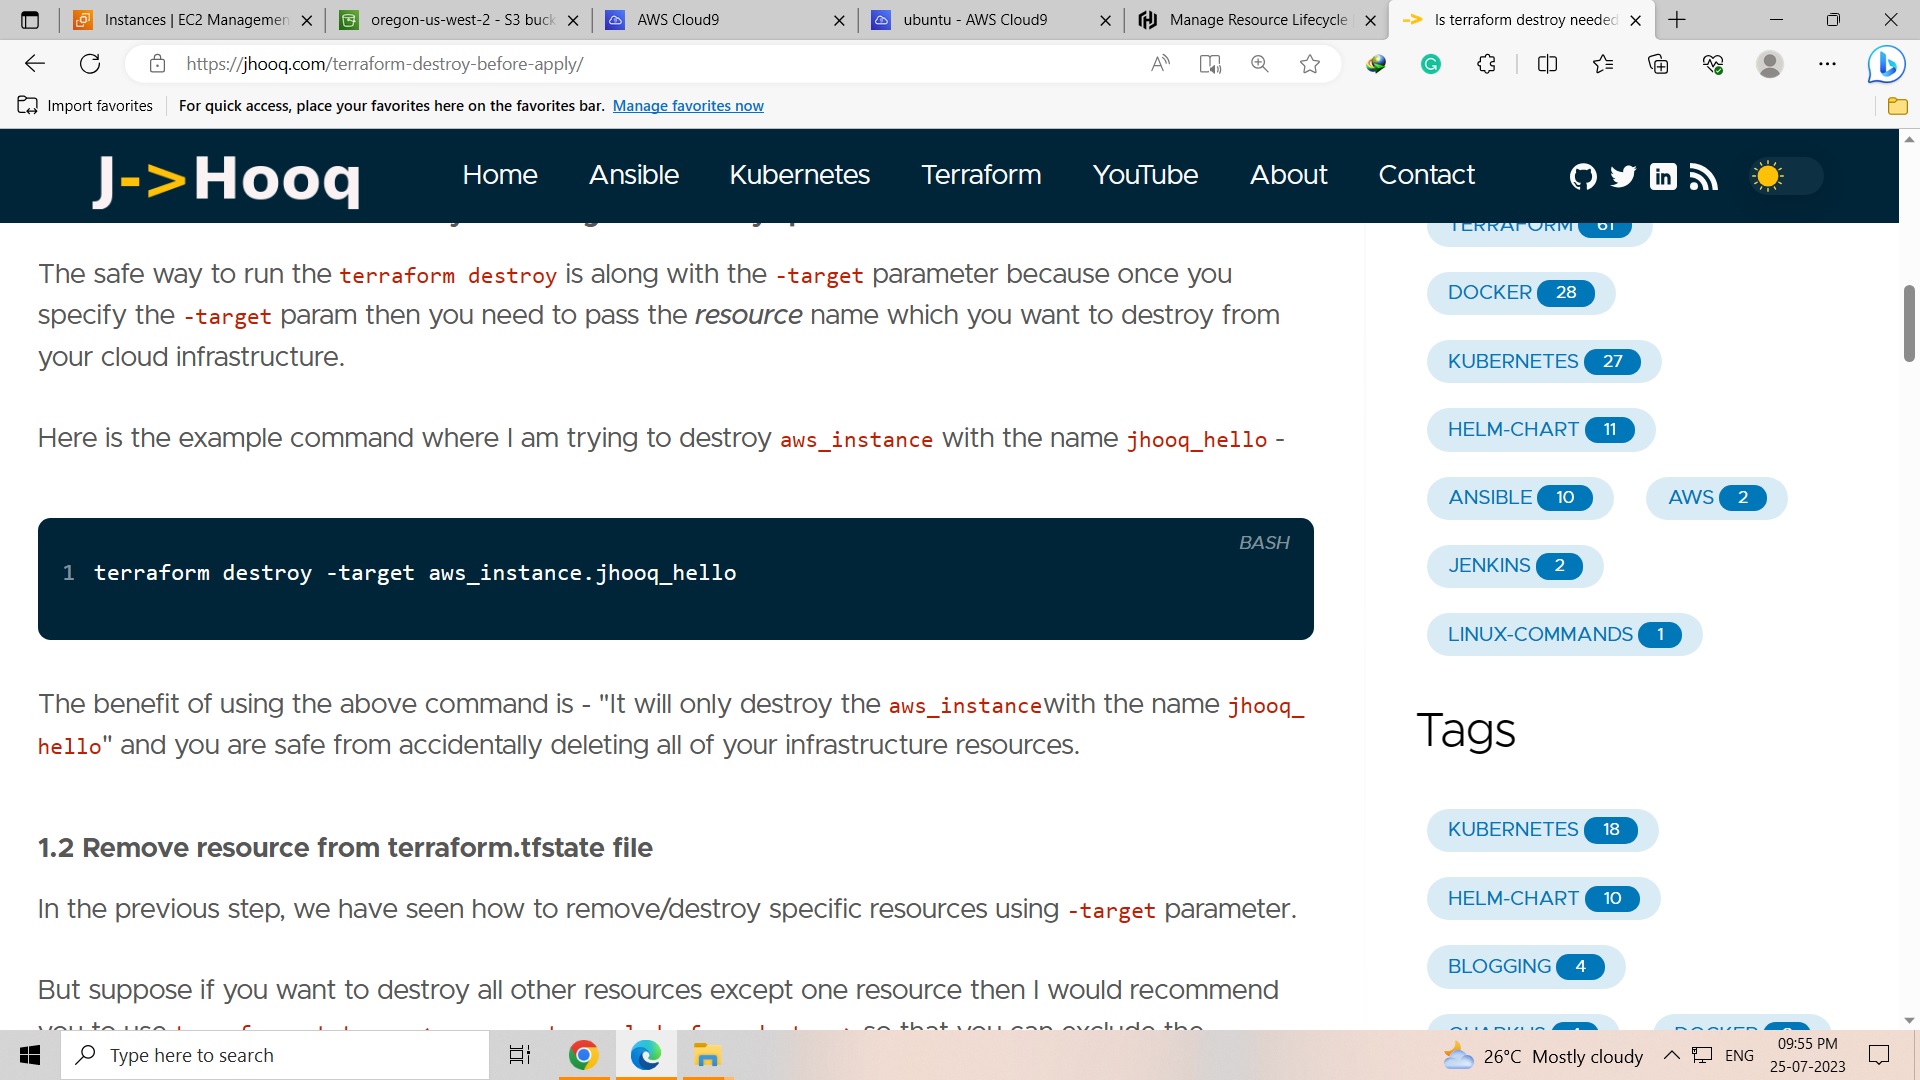 Instances | EC2 Managemen
oregon-us-west-2 - S3 buck
AWS Cloud9
ubuntu - AWS Cloud9
Manage Resource Lifecycle
Is terraform destroy needed
https://jhooq.com/terraform-destroy-before-apply/
Import favorites
For quick access, place your favorites here on the favorites bar. Manage favorites now
J->Hooq
Home
Ansible
Kubernetes
Terraform
YouTube
About
Contact
The safe way to run the terraform destroy is along with the -target parameter because once you
specify the -target param then you need to pass the resource name which you want to destroy from
your cloud infrastructure.
Here is the example command where I am trying to destroy aws_instance with the name jhooq_hello -
BASH
1 terraform destroy -target aws_instance.jhooq_hello
The benefit of using the above command is - "It will only destroy the aws_instancewith the name jhooq_
hello" and you are safe from accidentally deleting all of your infrastructure resources.
1.2 Remove resource from terraform.tfstate file
In the previous step, we have seen how to remove/destroy specific resources using -target parameter.
But suppose if you want to destroy all other resources except one resource then I would recommend
TERRAFORM 61
DOCKER 28
KUBERNETES 27
HELM-CHART 11
ANSIBLE 10
AWS 2
JENKINS 2
LINUX-COMMANDS 1
Tags
KUBERNETES 18
HELM-CHART 10
BLOGGING 4
QUARKUS
DOCKER
Type here to search
26°C Mostly cloudy
ENG
09:55 PM
25-07-2023